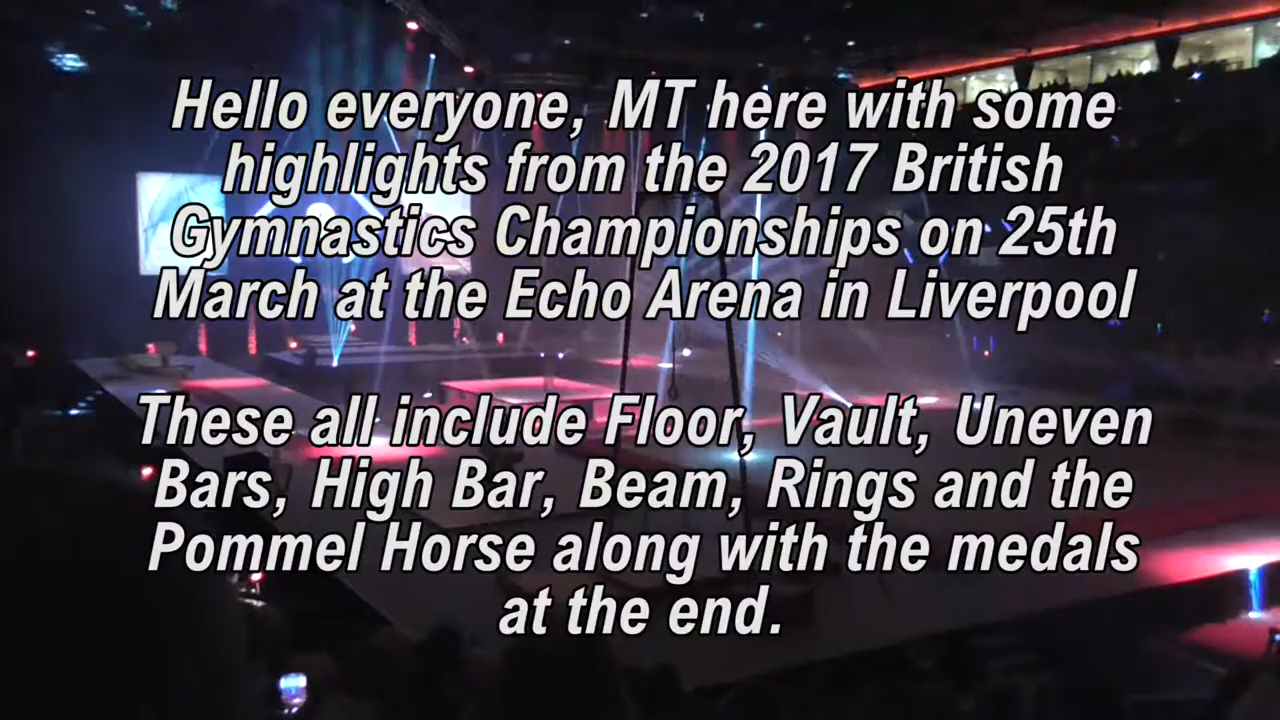 Hello everyone, MT here with some
highlights from the 2017 British
Gymnastics Championships on 25th
March at the Echo Arena in Liverpool
These all include Floor, Vault, Uneven
Bars, High Bar, Beam, Rings and the
Pommel Horse along with the medals
at the end.